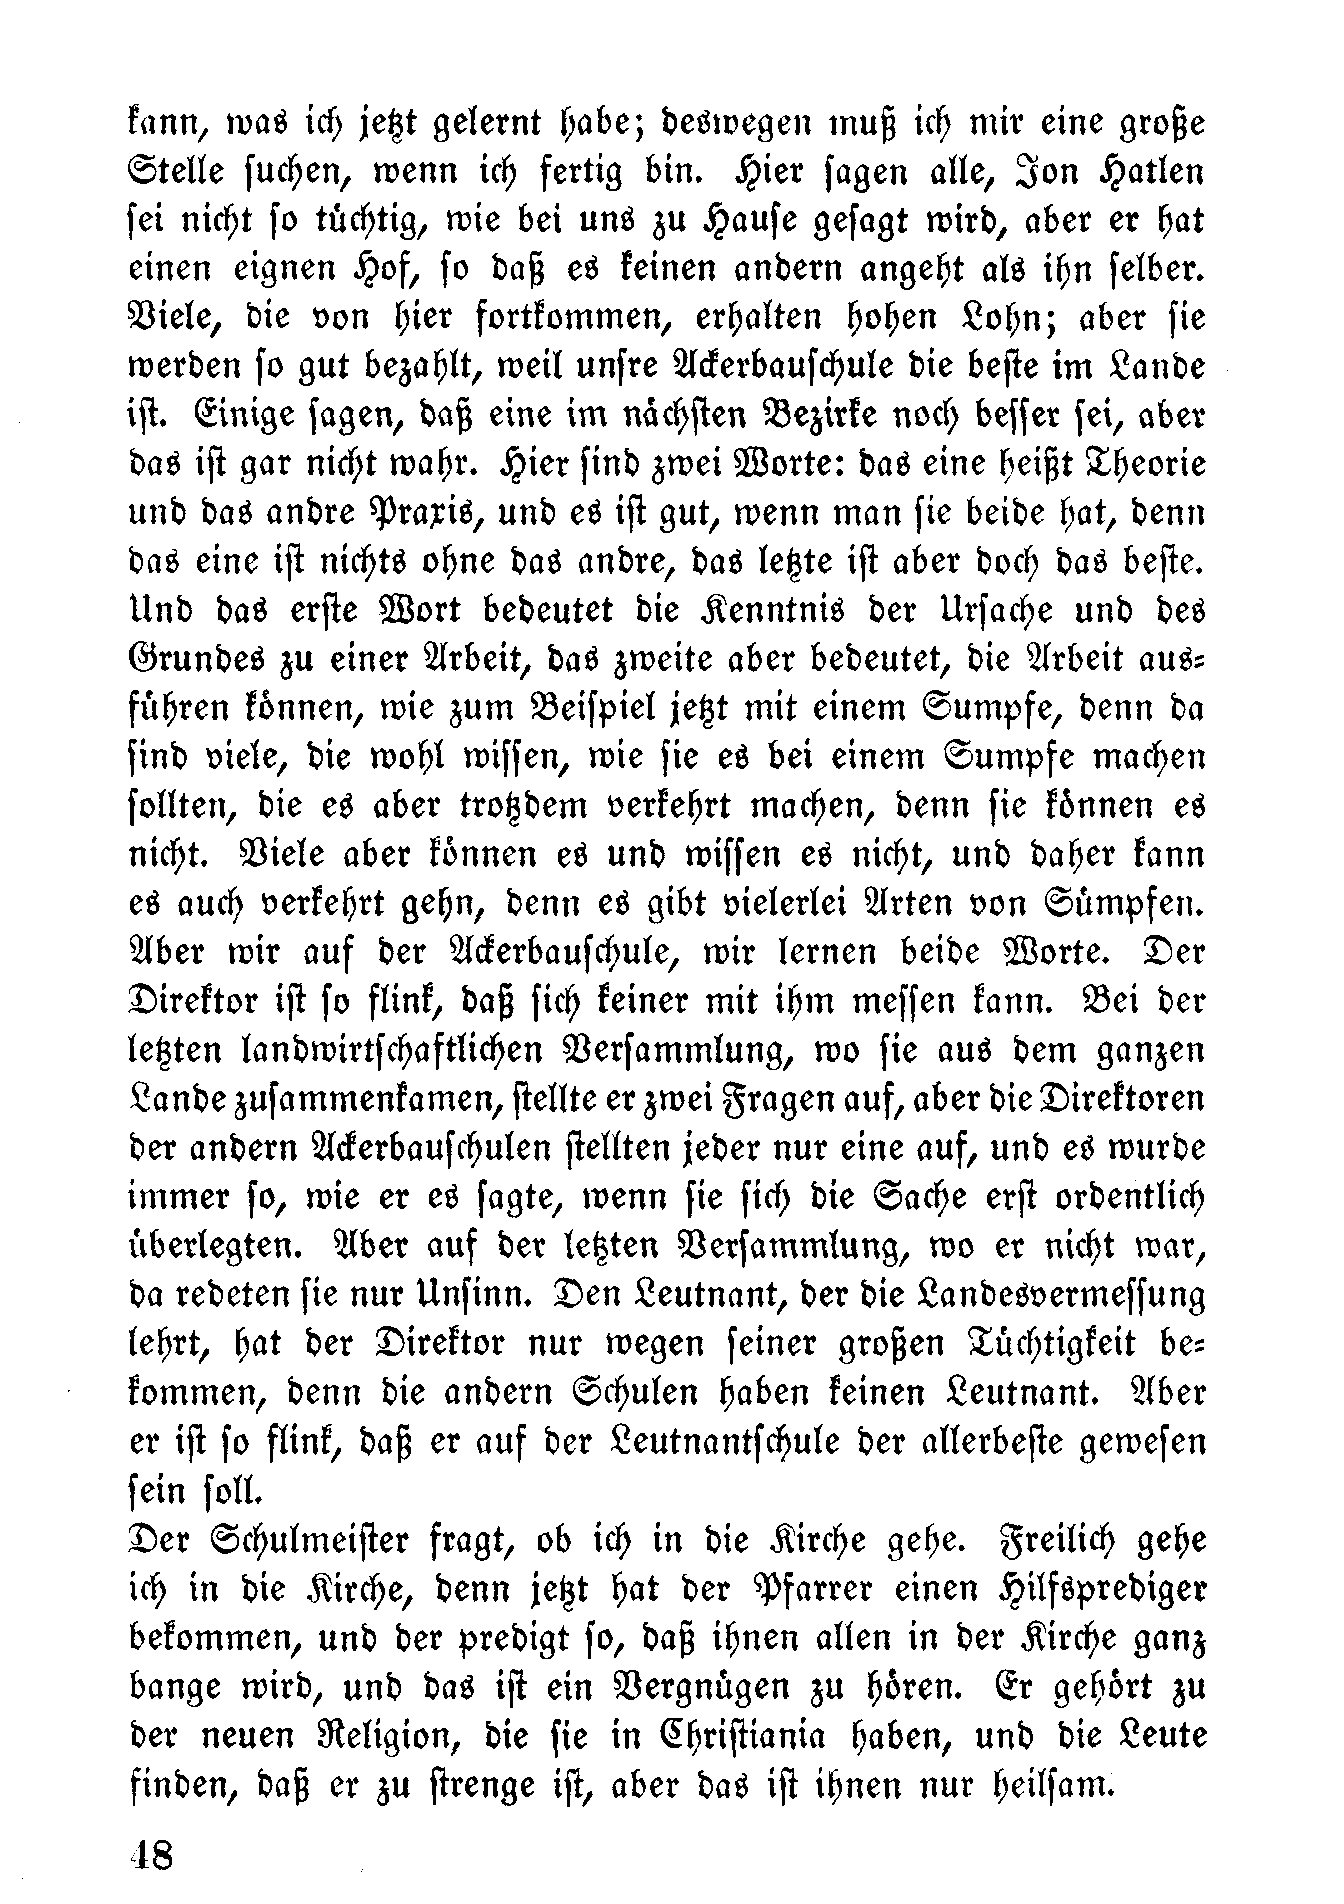 kann, was ich jetzt gelernt habe; deswegen muß ich mir eine große
Stelle suchen, wenn ich fertig bin. Hier sagen alle, Jon Hatlen
sei nicht so tüchtig, wie bei uns zu Hause gesagt wird, aber er hat
einen eignen Hof, so daß es keinen andern angeht als ihn selber.
Viele, die von hier fortkommen, erhalten hohen Lohn; aber sie
werden so gut bezahlt, weil unsre Ackerbauschule die beste im Lande
ist. Einige sagen, daß eine im nächsten Bezirke noch besser sei, aber
das ist gar nicht wahr. Hier sind zwei Worte: das eine heißt Theorie
und das andre Praxis, und es ist gut, wenn man sie beide hat, denn
das eine ist nichts ohne das andre, das letzte ist aber doch das beste.
Und das erste Wort bedeutet die Kenntnis der Ursache und des
Grundes zu einer Arbeit, das zweite aber bedeutet, die Arbeit aus-
führen können, wie zum Beispiel jetzt mit einem Sumpfe, denn da
sind viele, die wohl wissen, wie sie es bei einem Sumpfe machen
sollten, die es aber trotzdem verkehrt machen, denn sie können es
nicht. Viele aber können es und wissen es nicht, und daher kann
es auch verkehrt gehn, denn es gibt vielerlei Arten von Sümpfen.
Aber wir auf der Ackerbauschule, wir lernen beide Worte. Der
Direktor ist so flink, daß sich keiner mit ihm messen kann. Bei der
letzten landwirtschaftlichen Versammlung, wo sie aus dem ganzen
Lande zusammenkamen, stellte er zwei Fragen auf, aber die Direktoren
der andern Ackerbauschulen stellten jeder nur eine auf, und es wurde
immer so, wie er es sagte, wenn sie sich die Sache erst ordentlich
überlegten. Aber auf der letzten Versammlung, wo er nicht war,
da redeten sie nur Unsinn. Den Leutnant, der die Landesvermessung
lehrt, hat der Direktor nur wegen seiner großen Tüchtigkeit be-
kommen, denn die andern Schulen haben keinen Leutnant. Aber
er ist so flink, daß er auf der Leutnantschule der allerbeste gewesen
sein soll.
Der Schulmeister fragt, ob ich in die Kirche gehe. Freilich gehe
ich in die Kirche, denn jetzt hat der Pfarrer einen Hilfsprediger
bekommen, und der predigt so, daß ihnen allen in der Kirche ganz
bange wird, und das ist ein Vergnügen zu hören. Er gehört zu
der neuen Religion, die sie in Christiania haben, und die Leute
finden, daß er zu strenge ist, aber das ist ihnen nur heilsam.
48